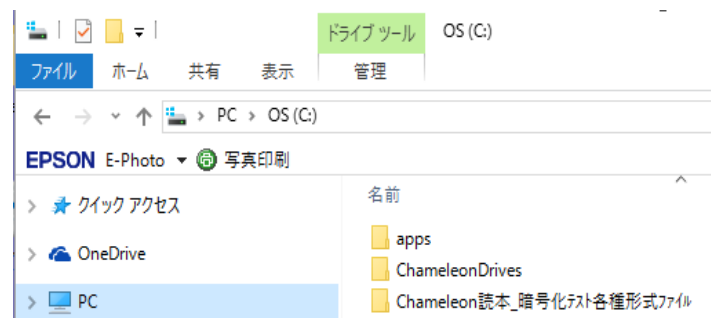 ドライブ ツール OS (C:)
ファイル ホーム 共有 表示 管理
PC OS (C:)
EPSON E-Photo 写真印刷
クイック アクセス
OneDrive
PC
名前
apps
ChameleonDrives
Chameleon読本_暗号化テスト各種形式ファイル